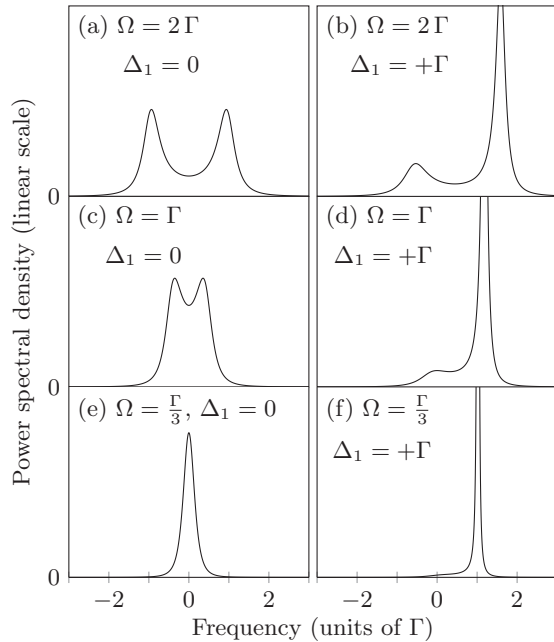 (a) Ω = 2 Γ
Δ₁ = 0
(b) Ω = 2 Γ
Δ₁ = +Γ
0
(c) Ω = Γ
Δ₁ = 0
(d) Ω = Γ
Δ₁ = +Γ
0
(e) Ω = Γ/3, Δ₁ = 0
(f) Ω = Γ/3
Δ₁ = +Γ
0
−2 0 2 −2 0 2
Frequency (units of Γ)
Power spectral density (linear scale)